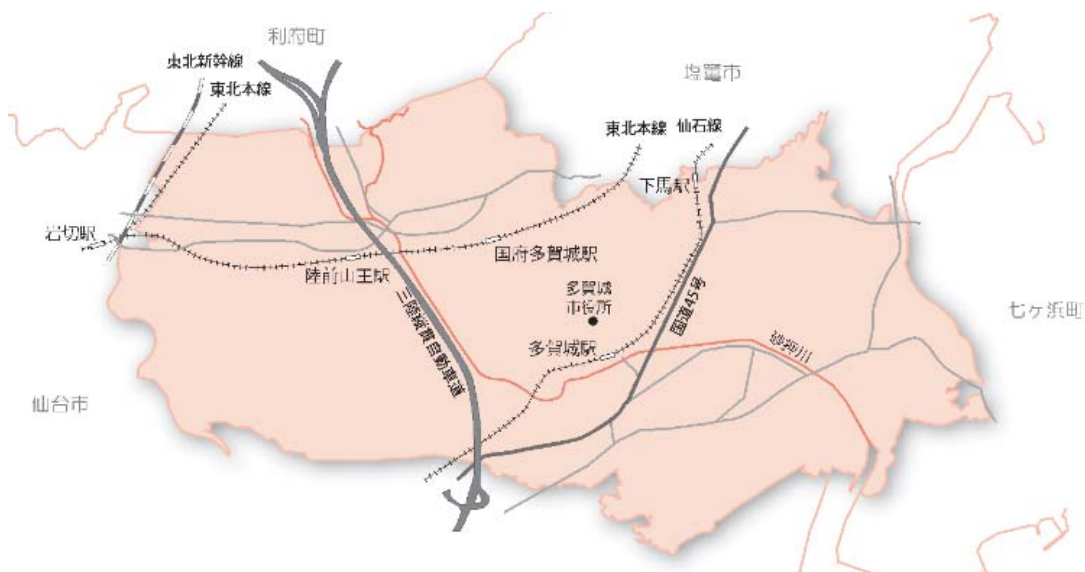 利府町
東北新幹線
東北本線
塩竈市
東北本線
仙石線
下馬駅
岩切駅
国府多賀城駅
陸前山王駅
多賀城
市役所
三陸縦貫自動車道
国道45号
七ヶ浜町
多賀城駅
仙台市